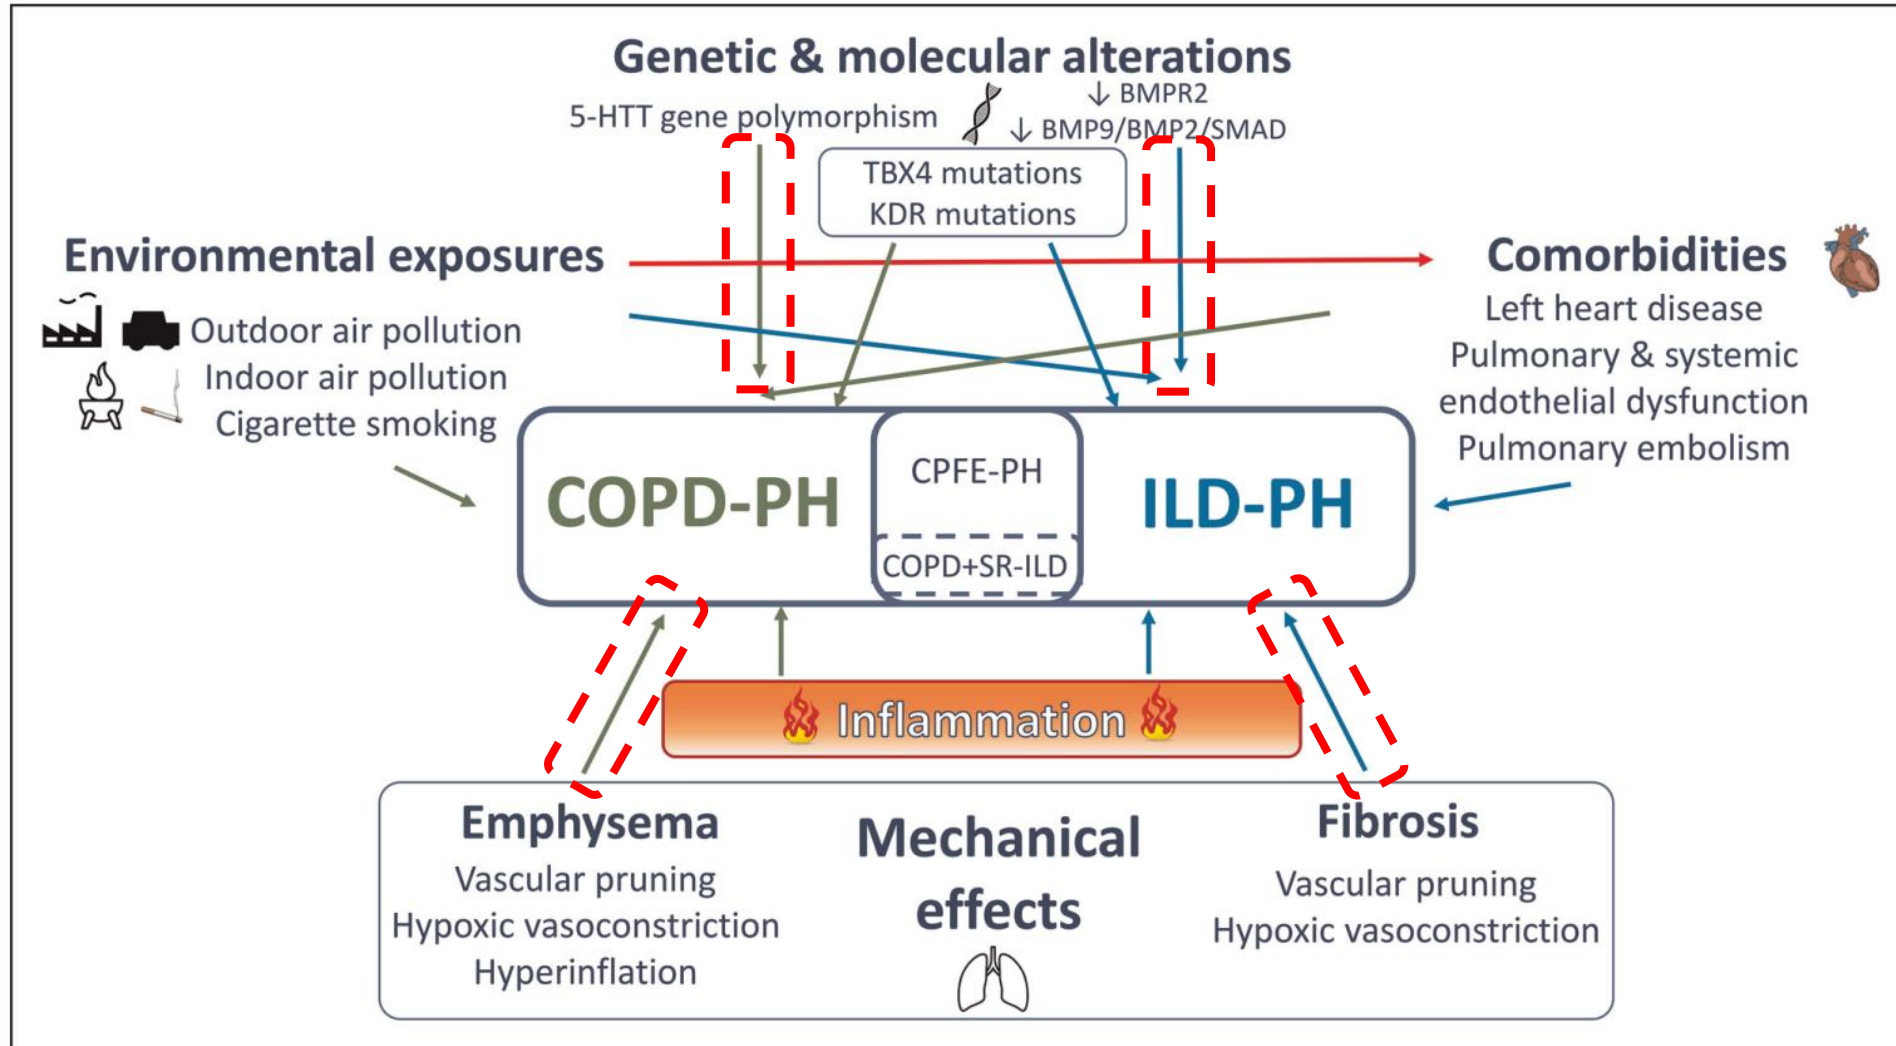 Genetic & molecular alterations
5-HTT gene polymorphism
↓ BMPR2
↓ BMP9/BMP2/SMAD
TBX4 mutations
KDR mutations
Environmental exposures
Outdoor air pollution
Indoor air pollution
Cigarette smoking
Comorbidities
Left heart disease
Pulmonary & systemic
endothelial dysfunction
Pulmonary embolism
COPD-PH
CPFE-PH
COPD+SR-ILD
ILD-PH
Inflammation
Emphysema
Vascular pruning
Hypoxic vasoconstriction
Hyperinflation
Mechanical
effects
Fibrosis
Vascular pruning
Hypoxic vasoconstriction